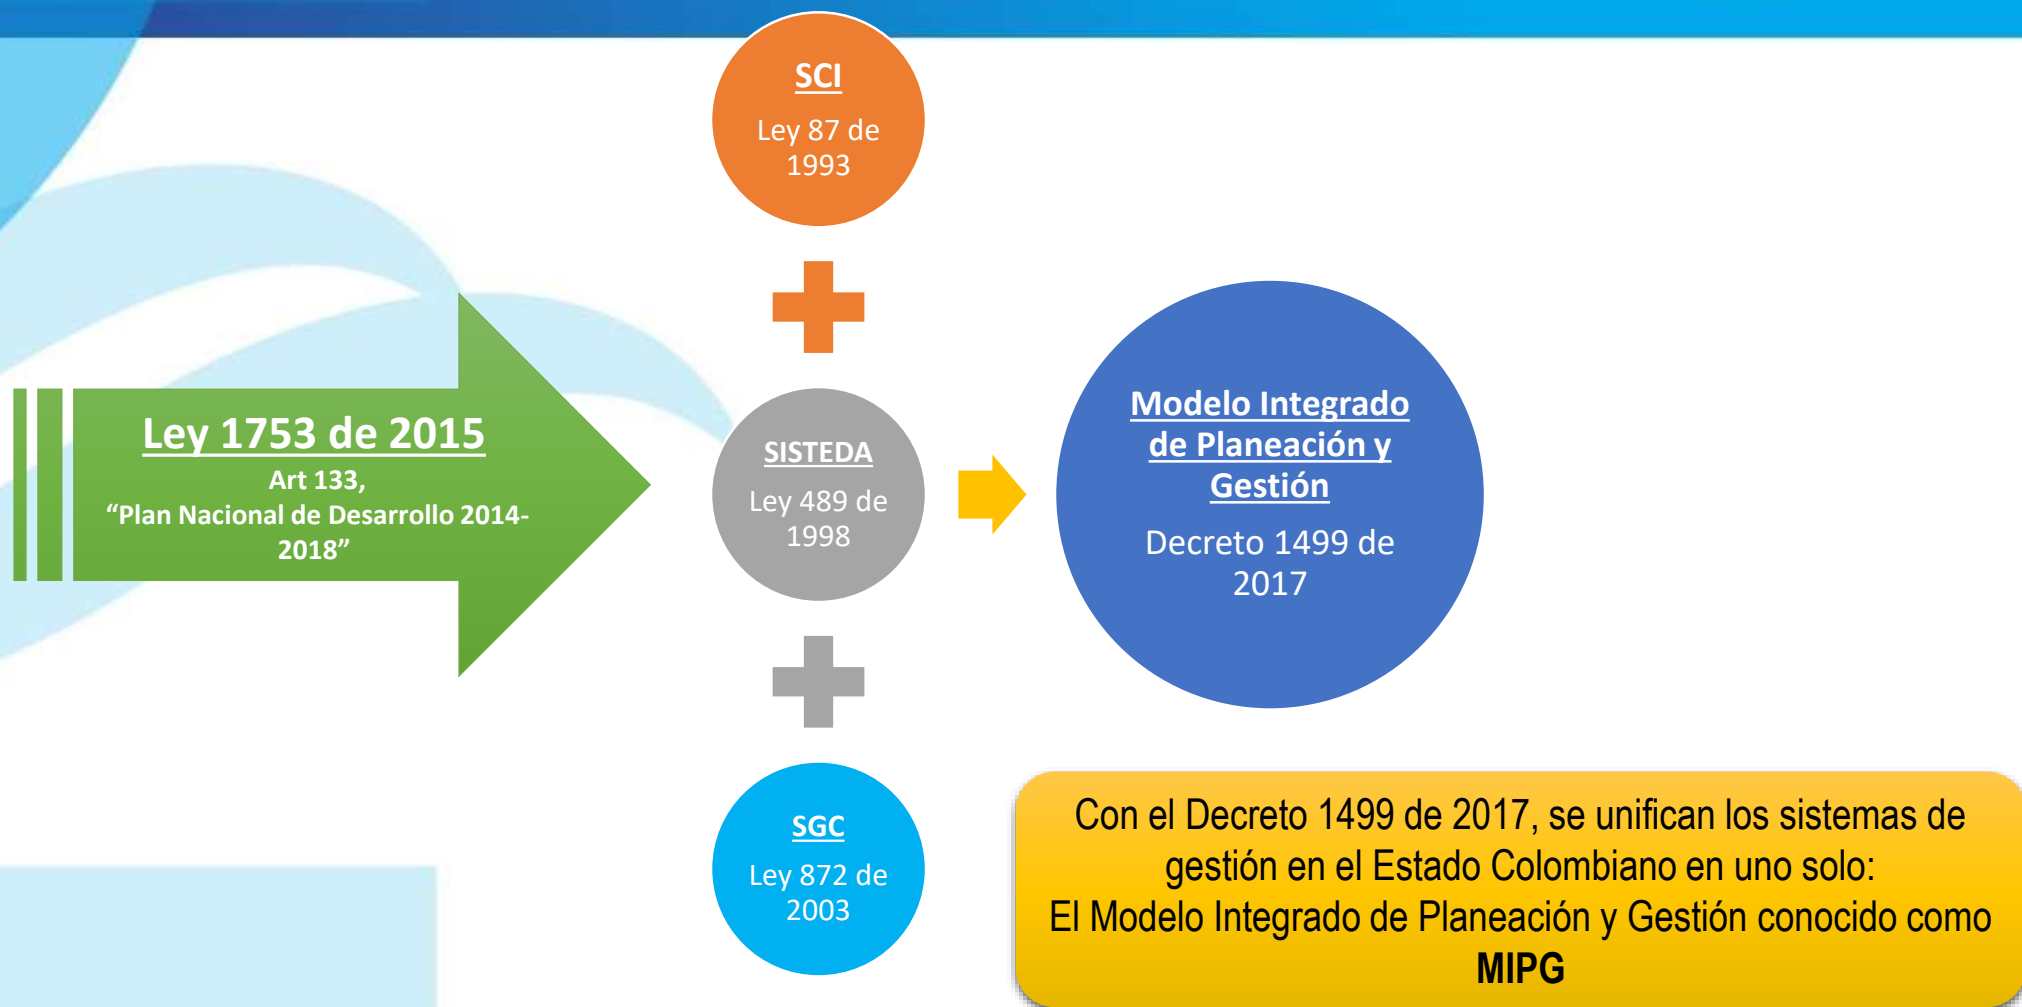 SCI
Ley 87 de
1993
Ley 1753 de 2015
Art 133,
“Plan Nacional de Desarrollo 2014-
2018”
SISTEDA
Ley 489 de
1998
Modelo Integrado
de Planeación y
Gestión
Decreto 1499 de
2017
SGC
Ley 872 de
2003
Con el Decreto 1499 de 2017, se unifican los sistemas de
gestión en el Estado Colombiano en uno solo:
El Modelo Integrado de Planeación y Gestión conocido como
MIPG